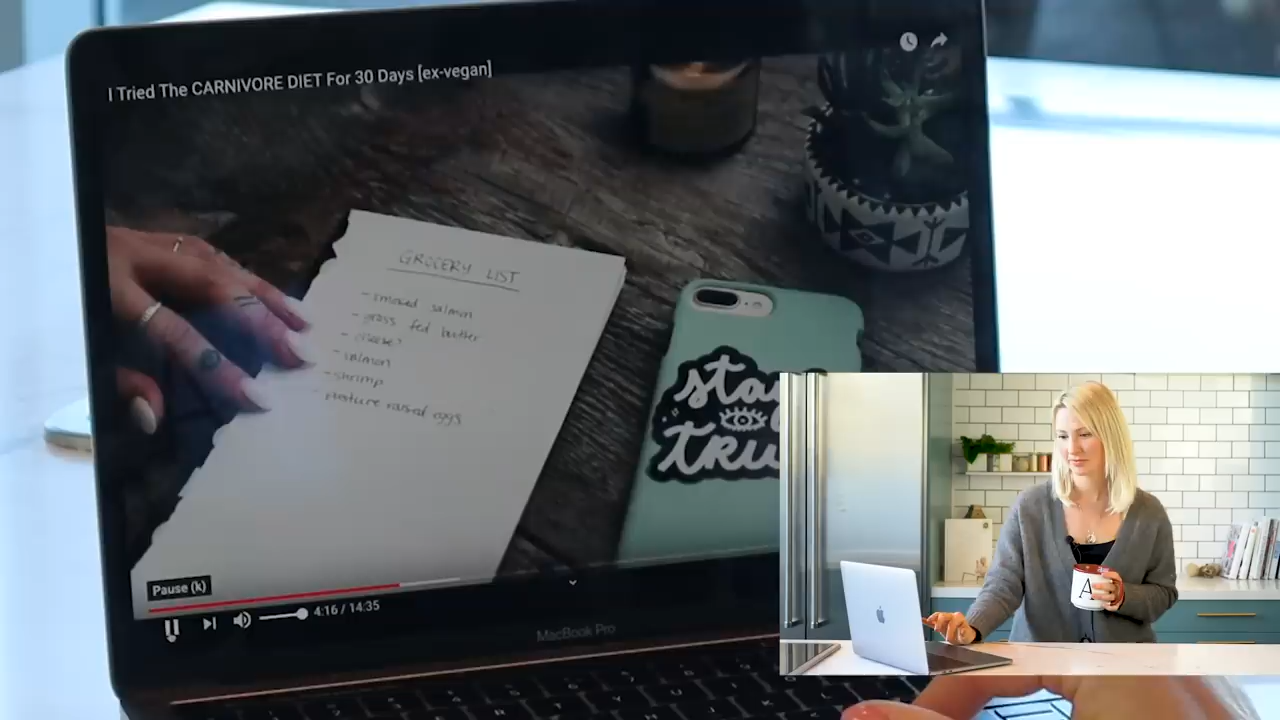 I Tried The CARNIVORE DIET For 30 Days [ex-vegan]
GROCERY LIST
- smoked salmon
- grass fed butter
- cheese?
- salmon
- shrimp
- pasture raised eggs
stay
TRU
Pause (k)
4:16 / 14:35
MacBook Pro
A